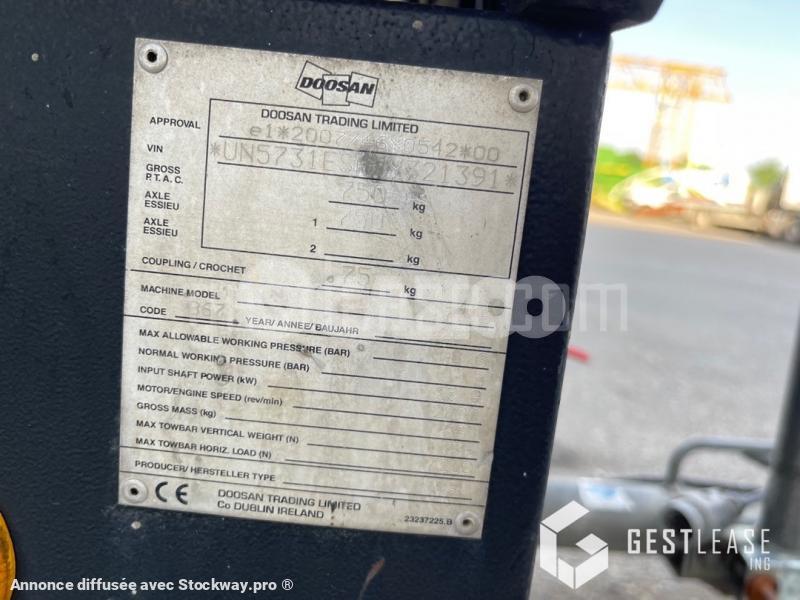 DOOSAN
DOOSAN TRADING LIMITED
APPROVAL
VIN
GROSS P.T.A.C. 750 kg
AXLE ESSIEU 1 750 kg
AXLE ESSIEU 2 kg
COUPLING / CROCHET 75 kg
MACHINE MODEL
CODE YEAR/ ANNEE/ BAUJAHR
MAX ALLOWABLE WORKING PRESSURE (BAR)
NORMAL WORKING PRESSURE (BAR)
INPUT SHAFT POWER (kW)
MOTOR/ENGINE SPEED (rev/min)
GROSS MASS (kg)
MAX TOWBAR VERTICAL WEIGHT (N)
MAX TOWBAR HORIZ. LOAD (N)
PRODUCER/ HERSTELLER TYPE
CE DOOSAN TRADING LIMITED
Co DUBLIN IRELAND
23237225.B
GESTLEASE
ING
Annonce diffusée avec Stockway.pro ®